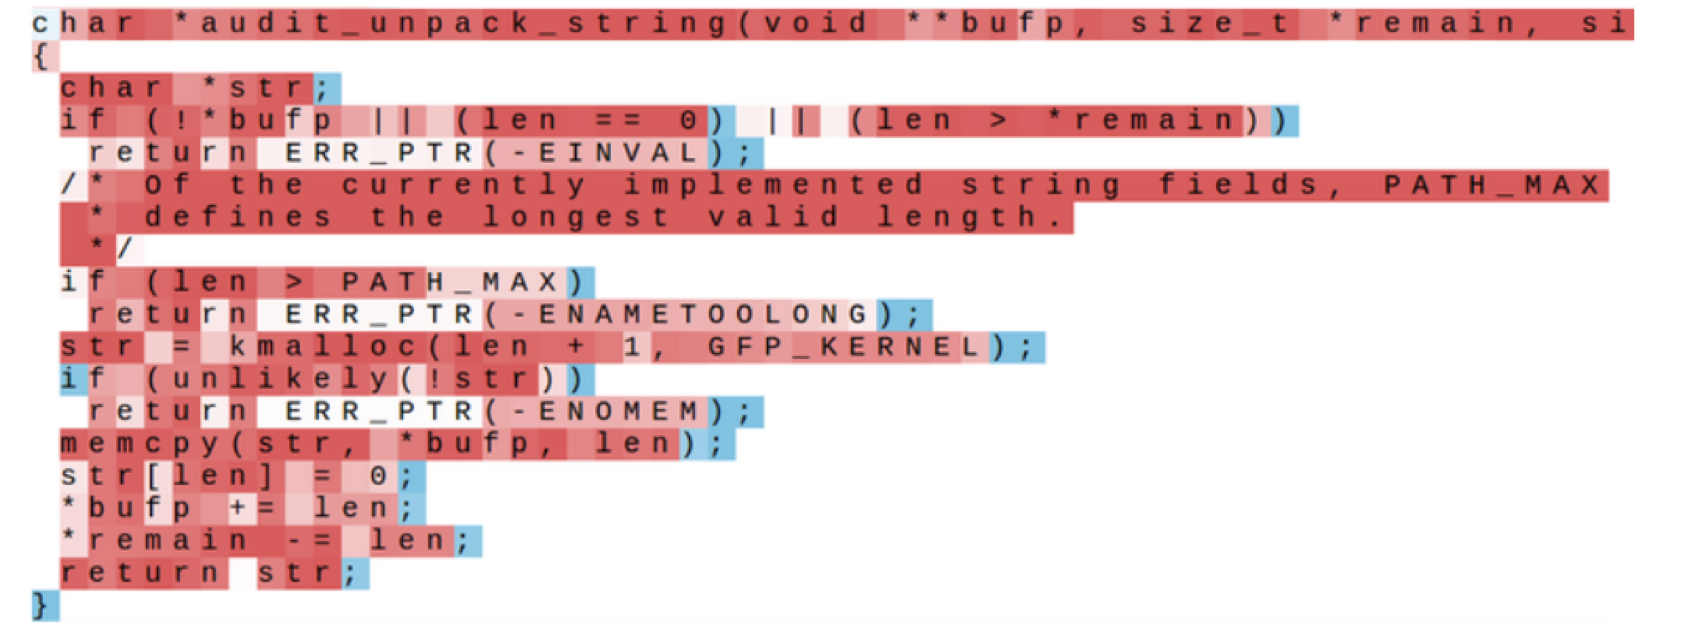 char *audit_unpack_string(void **bufp, size_t *remain, si
{
  char *str;
  if (!*bufp || (len == 0) || (len > *remain))
    return ERR_PTR(-EINVAL);
  /* Of the currently implemented string fields, PATH_MAX
   * defines the longest valid length.
   */
  if (len > PATH_MAX)
    return ERR_PTR(-ENAMETOOLONG);
  str = kmalloc(len + 1, GFP_KERNEL);
  if (unlikely(!str))
    return ERR_PTR(-ENOMEM);
  memcpy(str, *bufp, len);
  str[len] = 0;
  *bufp += len;
  *remain -= len;
  return str;
}